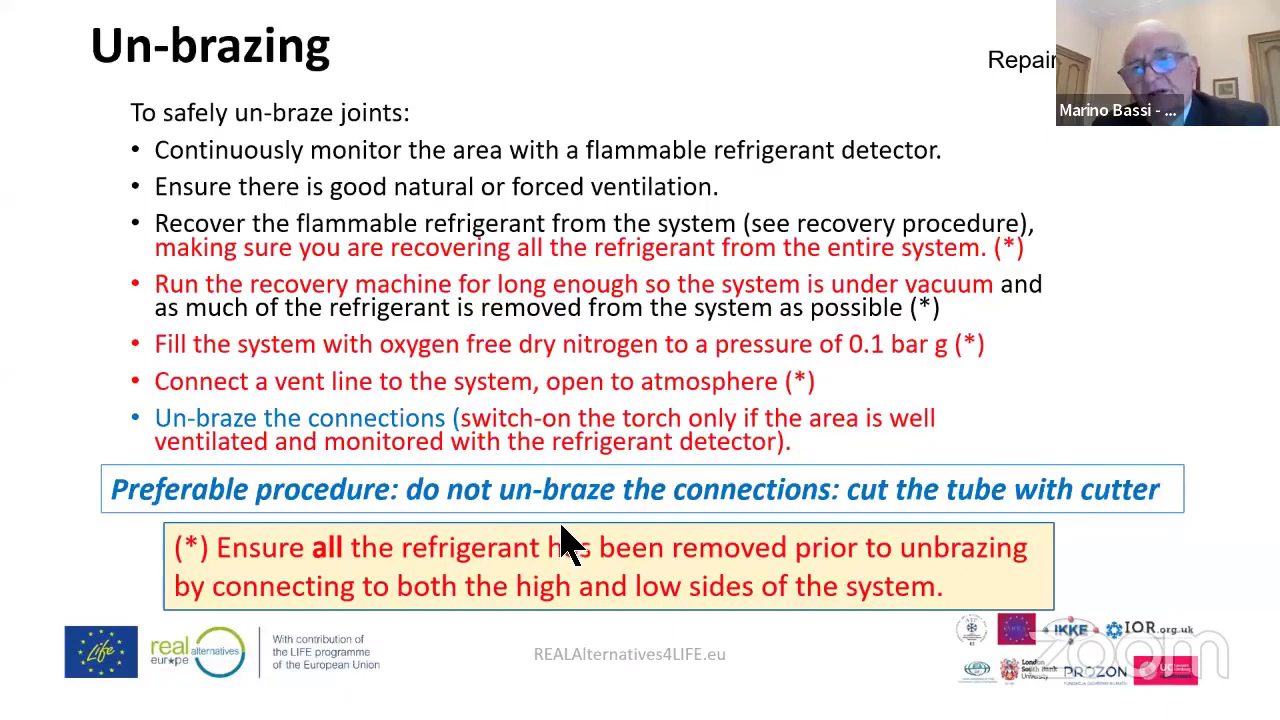 Un-brazing
Repair
Marino Bassi - ...
To safely un-braze joints:
• Continuously monitor the area with a flammable refrigerant detector.
• Ensure there is good natural or forced ventilation.
• Recover the flammable refrigerant from the system (see recovery procedure),
making sure you are recovering all the refrigerant from the entire system. (*)
• Run the recovery machine for long enough so the system is under vacuum and
as much of the refrigerant is removed from the system as possible (*)
• Fill the system with oxygen free dry nitrogen to a pressure of 0.1 bar g (*)
• Connect a vent line to the system, open to atmosphere (*)
• Un-braze the connections (switch-on the torch only if the area is well
ventilated and monitored with the refrigerant detector).
Preferable procedure: do not un-braze the connections: cut the tube with cutter
(*) Ensure all the refrigerant has been removed prior to unbrazing
by connecting to both the high and low sides of the system.
Life
real alternatives
europe
With contribution of
the LIFE programme
of the European Union
REALAlternatives4LIFE.eu
IKKE
IOR.org.uk
zoom
London
South Bank
University
PROZON
UC